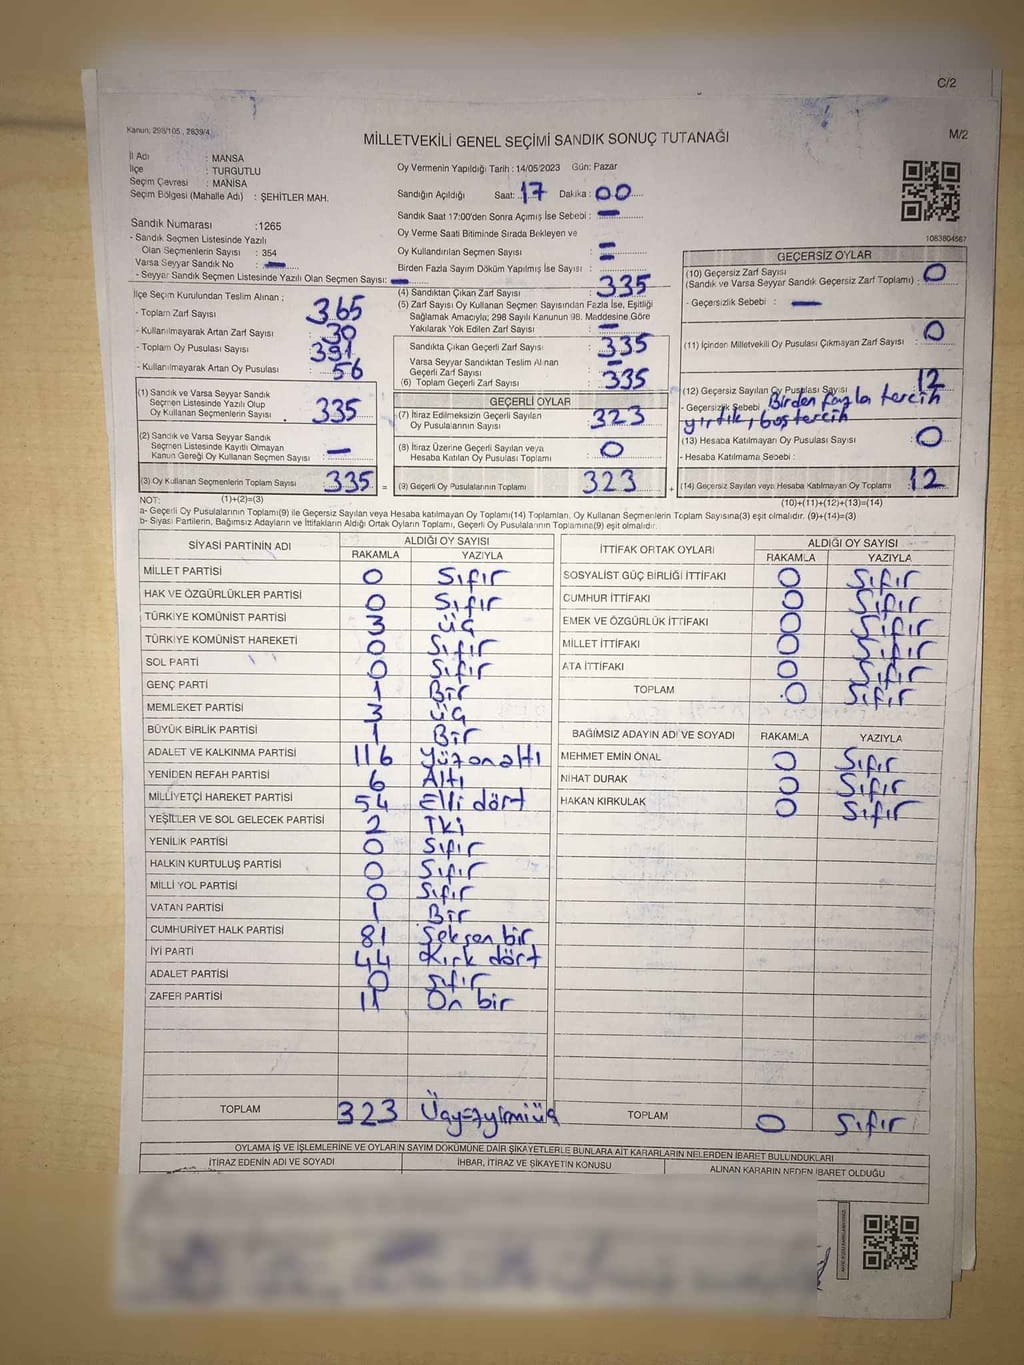 C/2
Kanun: 298/105, 2839/4
MİLLETVEKİLİ GENEL SEÇİMİ SANDIK SONUÇ TUTANAĞI
M/2
İl Adı : MANSA
İlçe : TURGUTLU
Seçim Çevresi : MANİSA
Seçim Bölgesi (Mahalle Adı) : ŞEHİTLER MAH.
Sandık Numarası :1265
- Sandık Seçmen Listesinde Yazılı
Olan Seçmenlerin Sayısı : 354
Varsa Seyyar Sandık No : —
- Seyyar Sandık Seçmen Listesinde Yazılı Olan Seçmen Sayısı: —
Oy Vermenin Yapıldığı Tarih : 14/05/2023 Gün: Pazar
Sandığın Açıldığı Saat: 17 Dakika : 00
Sandık Saat 17:00'den Sonra Açımış İse Sebebi : —
Oy Verme Saati Bitiminde Sırada Bekleyen ve
Oy Kullandırılan Seçmen Sayısı : =
Birden Fazla Sayım Döküm Yapılmış İse Sayısı :
1083804567
İlçe Seçim Kurulundan Teslim Alınan ;
- Toplam Zarf Sayısı : 365
- Kullanılmayarak Artan Zarf Sayısı : 30
- Toplam Oy Pusulası Sayısı : 391
- Kullanılmayarak Artan Oy Pusulası : 56
(1) Sandık ve Varsa Seyyar Sandık
Seçmen Listesinde Yazılı Olup
Oy Kullanan Seçmenlerin Sayısı : 335
(2) Sandık ve Varsa Seyyar Sandık
Seçmen Listesinde Kayıtlı Olmayan
Kanun Gereği Oy Kullanan Seçmen Sayısı : —
(3) Oy Kullanan Seçmenlerin Toplam Sayısı 335 =
(4) Sandıktan Çıkan Zarf Sayısı : 335
(5) Zarf Sayısı Oy Kullanan Seçmen Sayısından Fazla İse, Eşitliği
Sağlamak Amacıyla; 298 Sayılı Kanunun 98. Maddesine Göre
Yakılarak Yok Edilen Zarf Sayısı : —
Sandıkta Çıkan Geçerli Zarf Sayısı : 335
Varsa Seyyar Sandıktan Teslim Alınan
Geçerli Zarf Sayısı : —
(6) Toplam Geçerli Zarf Sayısı : 335
GEÇERLİ OYLAR
(7) İtiraz Edilmeksizin Geçerli Sayılan
Oy Pusulalarının Sayısı : 323
(8) İtiraz Üzerine Geçerli Sayılan veya
Hesaba Katılan Oy Pusulası Toplamı : 0
(9) Geçerli Oy Pusulalarının Toplamı 323 +
GEÇERSİZ OYLAR
(10) Geçersiz Zarf Sayısı
(Sandık ve Varsa Seyyar Sandık Geçersiz Zarf Toplamı) : 0
- Geçersizlik Sebebi : —
(11) İçinden Milletvekili Oy Pusulası Çıkmayan Zarf Sayısı : 0
(12) Geçersiz Sayılan Oy Pusulası Sayısı : 12
- Geçersizlik Sebebi Birden fazla tercih
yırtık, boş tercih
(13) Hesaba Katılmayan Oy Pusulası Sayısı : 0
- Hesaba Katılmama Sebebi :
(14) Geçersiz Sayılan veya Hesaba Katılmayan Oy Toplamı : 12
NOT: (1)+(2)=(3) (10)+(11)+(12)+(13)=(14)
a- Geçerli Oy Pusulalarının Toplamı(9) ile Geçersiz Sayılan veya Hesaba katılmayan Oy Toplamı(14) Toplamları, Oy Kullanan Seçmenlerin Toplam Sayısına(3) eşit olmalıdır. (9)+(14)=(3)
b- Siyasi Partilerin, Bağımsız Adayların ve İttifakların Aldığı Ortak Oyların Toplamı, Geçerli Oy Pusulalarının Toplamına(9) eşit olmalıdır.
SİYASİ PARTİNİN ADI ALDIĞI OY SAYISI
RAKAMLA YAZIYLA
MİLLET PARTİSİ 0 Sıfır
HAK VE ÖZGÜRLÜKLER PARTİSİ 0 Sıfır
TÜRKİYE KOMÜNİST PARTİSİ 3 üç
TÜRKİYE KOMÜNİST HAREKETİ 0 Sıfır
SOL PARTİ 0 Sıfır
GENÇ PARTİ 1 Bir
MEMLEKET PARTİSİ 3 üç
BÜYÜK BİRLİK PARTİSİ 1 Bir
ADALET VE KALKINMA PARTİSİ 116 Yüzonaltı
YENİDEN REFAH PARTİSİ 6 Altı
MİLLİYETÇİ HAREKET PARTİSİ 54 Elli dört
YEŞİLLER VE SOL GELECEK PARTİSİ 2 İki
YENİLİK PARTİSİ 0 Sıfır
HALKIN KURTULUŞ PARTİSİ 0 Sıfır
MİLLİ YOL PARTİSİ 0 Sıfır
VATAN PARTİSİ 1 Bir
CUMHURİYET HALK PARTİSİ 81 Seksen bir
İYİ PARTİ 44 Kırk dört
ADALET PARTİSİ 0 sıfır
ZAFER PARTİSİ 11 On bir
TOPLAM 323 Üçyüzyirmiüç
İTTİFAK ORTAK OYLARI ALDIĞI OY SAYISI
RAKAMLA YAZIYLA
SOSYALİST GÜÇ BİRLİĞİ İTTİFAKI 0 Sıfır
CUMHUR İTTİFAKI 0 Sıfır
EMEK VE ÖZGÜRLÜK İTTİFAKI 0 Sıfır
MİLLET İTTİFAKI 0 Sıfır
ATA İTTİFAKI 0 Sıfır
TOPLAM 0 Sıfır
BAĞIMSIZ ADAYIN ADI VE SOYADI RAKAMLA YAZIYLA
MEHMET EMİN ÖNAL 0 Sıfır
NİHAT DURAK 0 Sıfır
HAKAN KIRKULAK 0 Sıfır
TOPLAM 0 Sıfır
OYLAMA İŞ VE İŞLEMLERİNE VE OYLARIN SAYIM DÖKÜMÜNE DAİR ŞİKAYETLERLE BUNLARA AİT KARARLARIN NELERDEN İBARET BULUNDUKLARI
İTİRAZ EDENİN ADI VE SOYADI İHBAR, İTİRAZ VE ŞİKAYETİN KONUSU ALINAN KARARIN NEDEN İBARET OLDUĞU